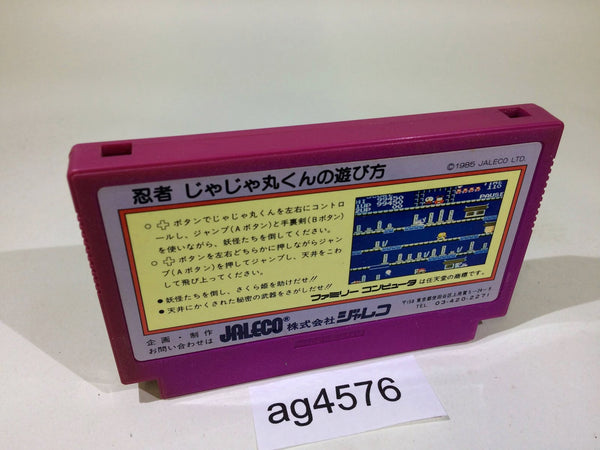 ©1985 JALECO LTD.
忍者 じゃじゃ丸くんの遊び方
○✚ボタンでじゃじゃ丸くんを左右にコントロ
ールし、ジャンプ(Aボタン)と手裏剣(Bボタン)
を使いながら、妖怪たちを倒してください。
○✚ボタンを左右どちらかに押しながらジャン
プ(Aボタン)を押してジャンプし、天井をこわ
して飛び上ってください。
●妖怪たちを倒し、さくら姫を助けだせ!!
●天井にかくされた秘密の武器をさがしだせ!!
PAUSE
ファミリー コンピュータ は任天堂の商標です。
企画・制作
お問い合わせは
JALECO® 株式会社 ジャレコ
TEL 03-420-2271
ag4576